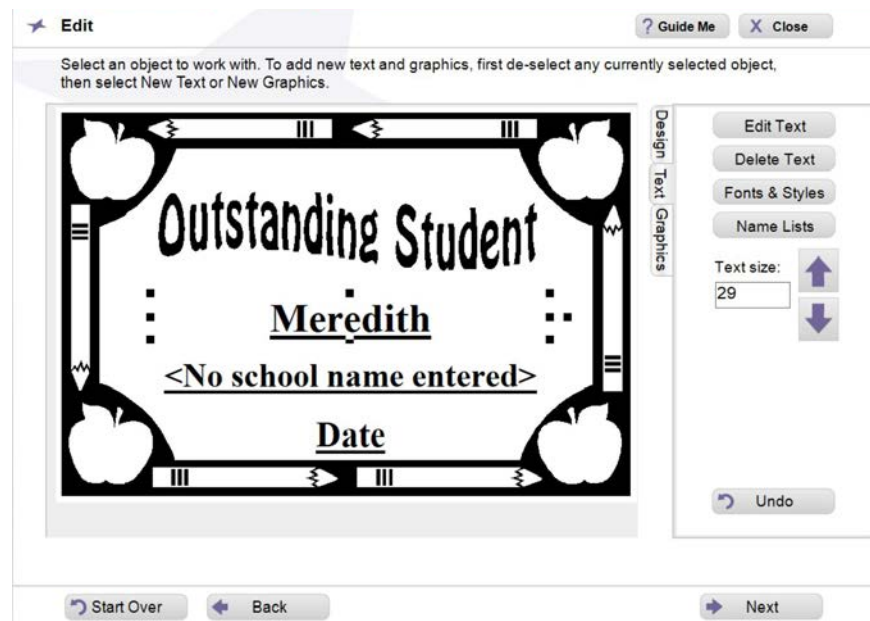 Edit
? Guide Me
X Close
Select an object to work with. To add new text and graphics, first de-select any currently selected object,
then select New Text or New Graphics.
Outstanding Student
Meredith
<No school name entered>
Date
Design
Text
Graphics
Edit Text
Delete Text
Fonts & Styles
Name Lists
Text size:
29
Undo
Start Over
Back
Next